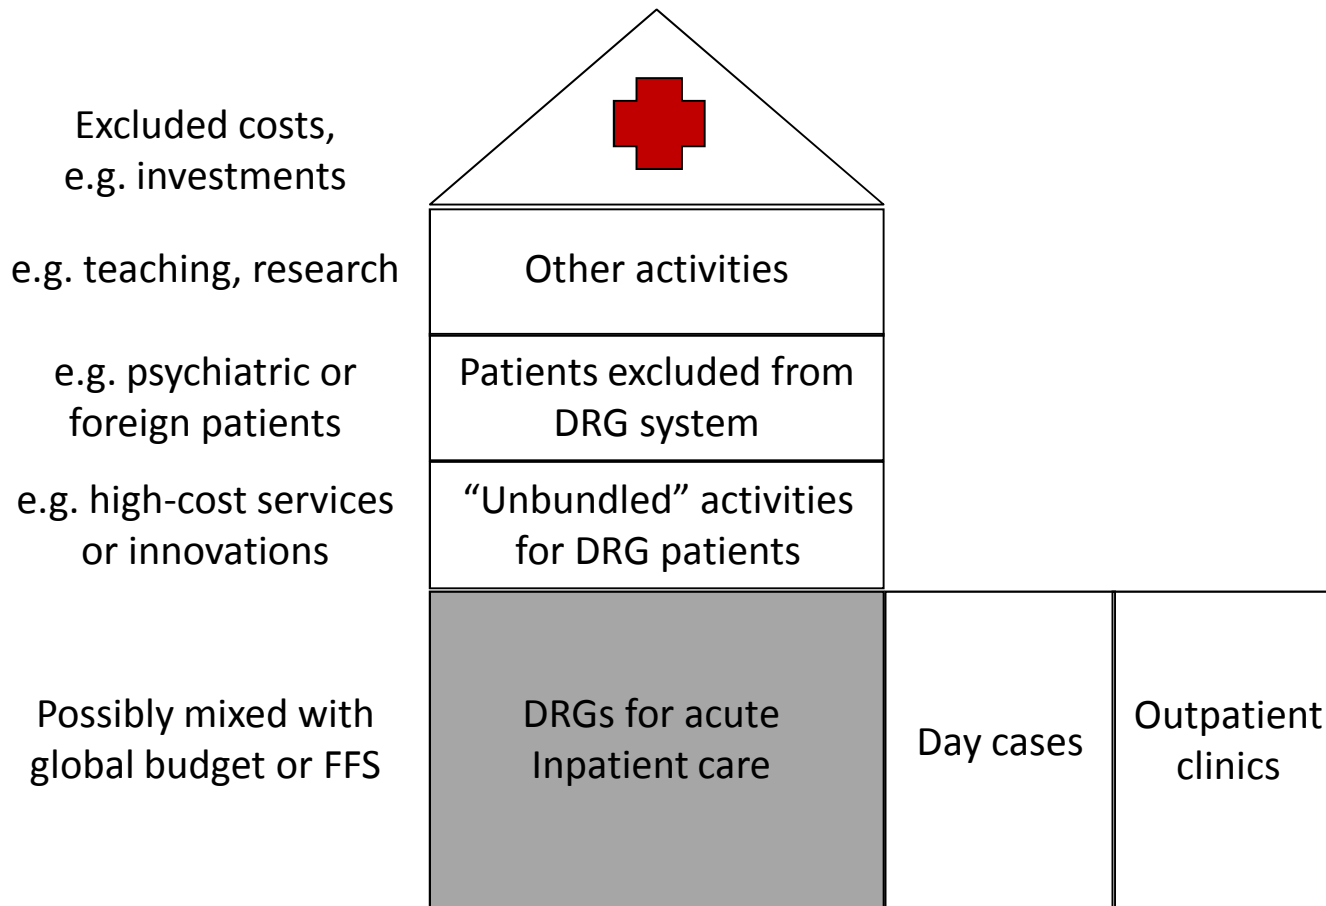 Excluded costs,
e.g. investments
e.g. teaching, research
Other activities
e.g. psychiatric or
foreign patients
Patients excluded from
DRG system
e.g. high-cost services
or innovations
“Unbundled” activities
for DRG patients
Possibly mixed with
global budget or FFS
DRGs for acute
Inpatient care
Day cases
Outpatient
clinics